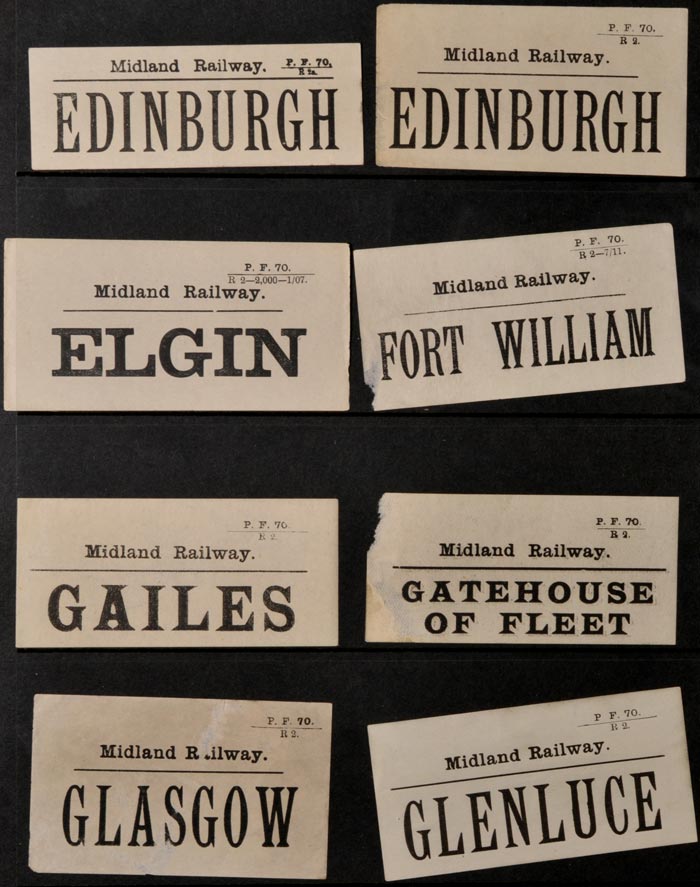 Midland Railway. P. F. 70.
R 2a.
EDINBURGH
P. F. 70.
R 2.
Midland Railway.
EDINBURGH
P. F. 70.
R 2—2,000—1/07.
Midland Railway.
ELGIN
P. F. 70.
R 2—7/11.
Midland Railway.
FORT WILLIAM
P. F. 70.
R 2.
Midland Railway.
GAILES
P. F. 70.
R 2.
Midland Railway.
GATEHOUSE
OF FLEET
P. F. 70.
R 2.
Midland R ilway.
GLASGOW
P. F. 70.
R 2.
Midland Railway.
GLENLUCE